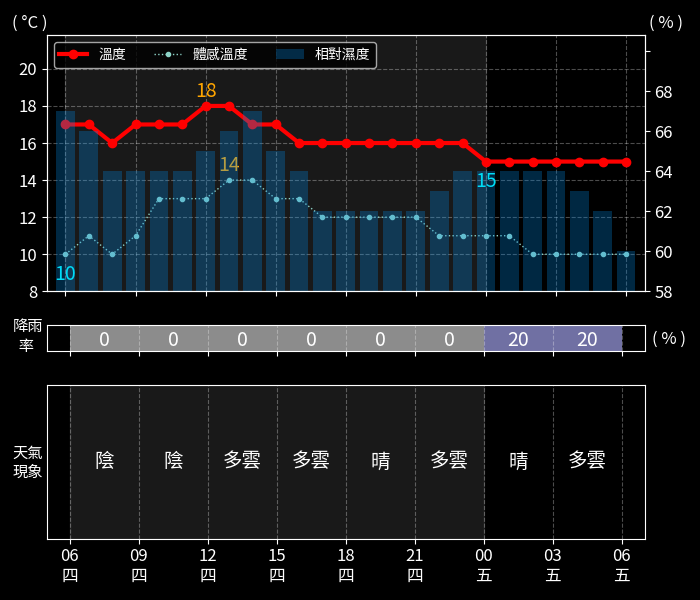 ( °C )
( % )
溫度
體感溫度
相對濕度
20
18
16
14
12
10
8
68
66
64
62
60
58
18
14
15
10
降雨
率
0 0 0 0 0 0 20 20
( % )
天氣
現象
陰 陰 多雲 多雲 晴 多雲 晴 多雲
06 09 12 15 18 21 00 03 06
四 四 四 四 四 四 五 五 五